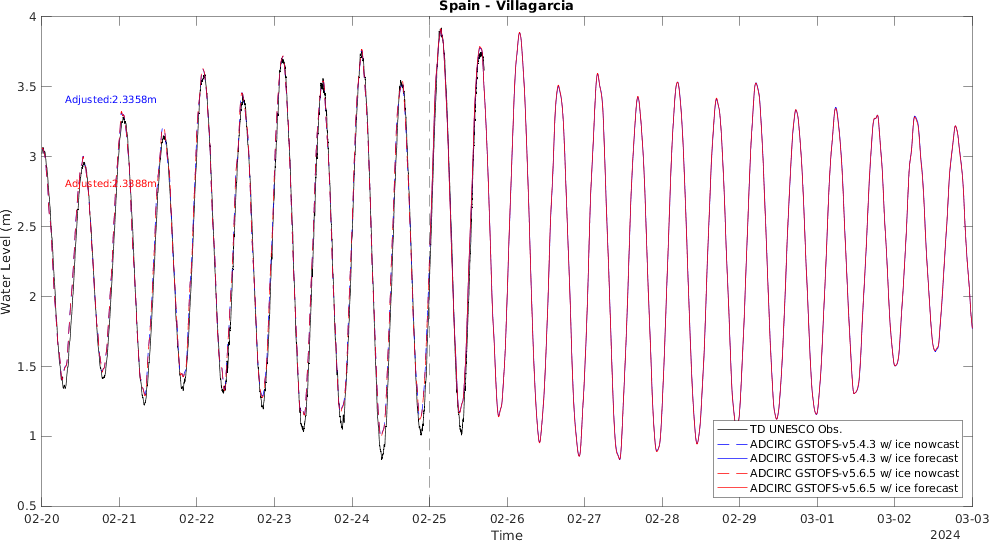 Spain - Villagarcia
4
3.5
3
2.5
2
1.5
1
0.5
Water Level (m)
Adjusted:2.3358m
Adjusted:2.3388m
TD UNESCO Obs.
ADCIRC GSTOFS-v5.4.3 w/ ice nowcast
ADCIRC GSTOFS-v5.4.3 w/ ice forecast
ADCIRC GSTOFS-v5.6.5 w/ ice nowcast
ADCIRC GSTOFS-v5.6.5 w/ ice forecast
02-20 02-21 02-22 02-23 02-24 02-25 02-26 02-27 02-28 02-29 03-01 03-02 03-03
Time
2024